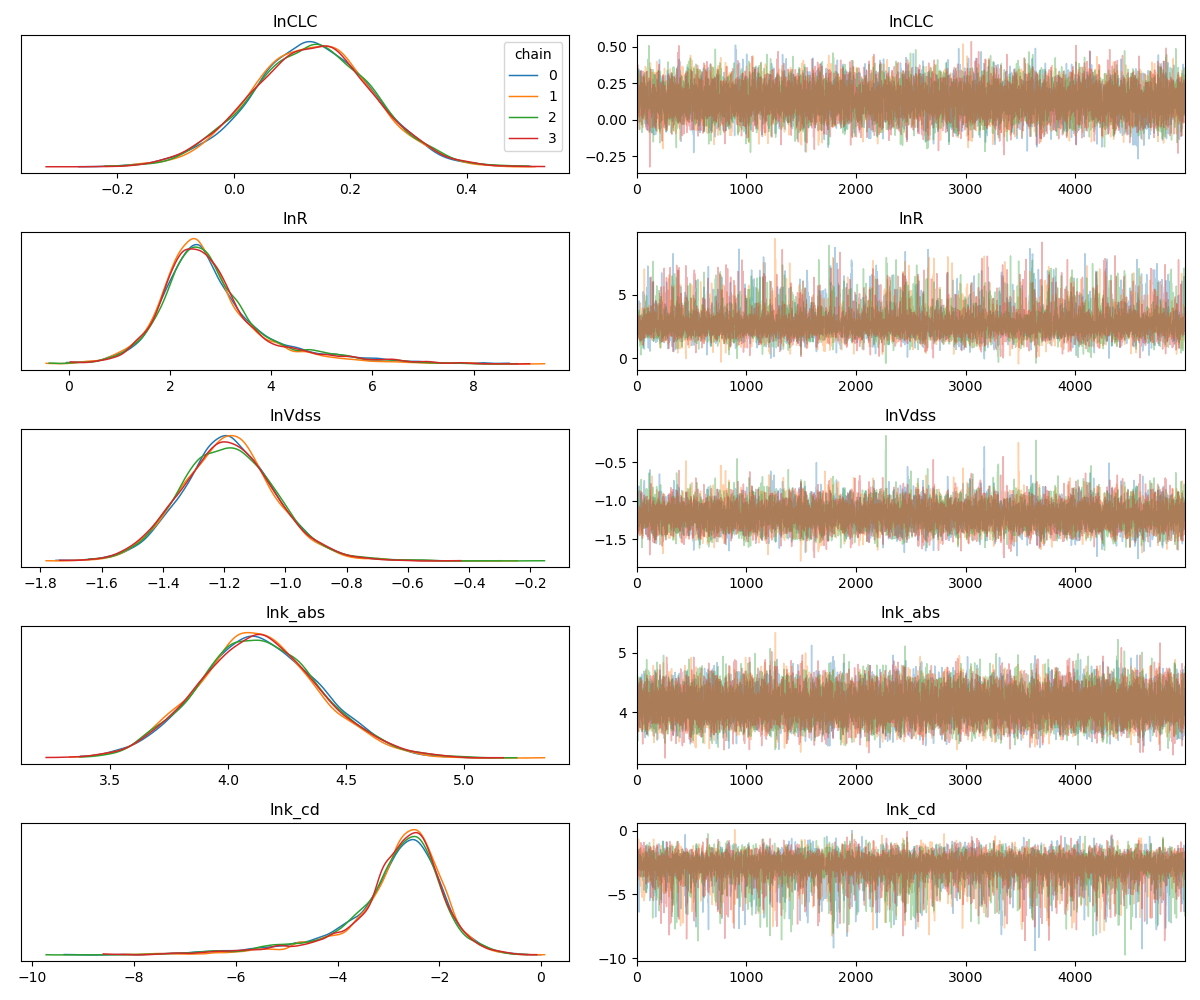 lnCLC
lnCLC
chain
0
1
2
3
−0.2 0.0 0.2 0.4
0.50
0.25
0.00
−0.25
0 1000 2000 3000 4000
lnR
lnR
0 2 4 6 8
5
0
0 1000 2000 3000 4000
lnVdss
lnVdss
−1.8 −1.6 −1.4 −1.2 −1.0 −0.8 −0.6 −0.4 −0.2
−0.5
−1.0
−1.5
0 1000 2000 3000 4000
lnk_abs
lnk_abs
3.5 4.0 4.5 5.0
5
4
0 1000 2000 3000 4000
lnk_cd
lnk_cd
−10 −8 −6 −4 −2 0
0
−5
−10
0 1000 2000 3000 4000